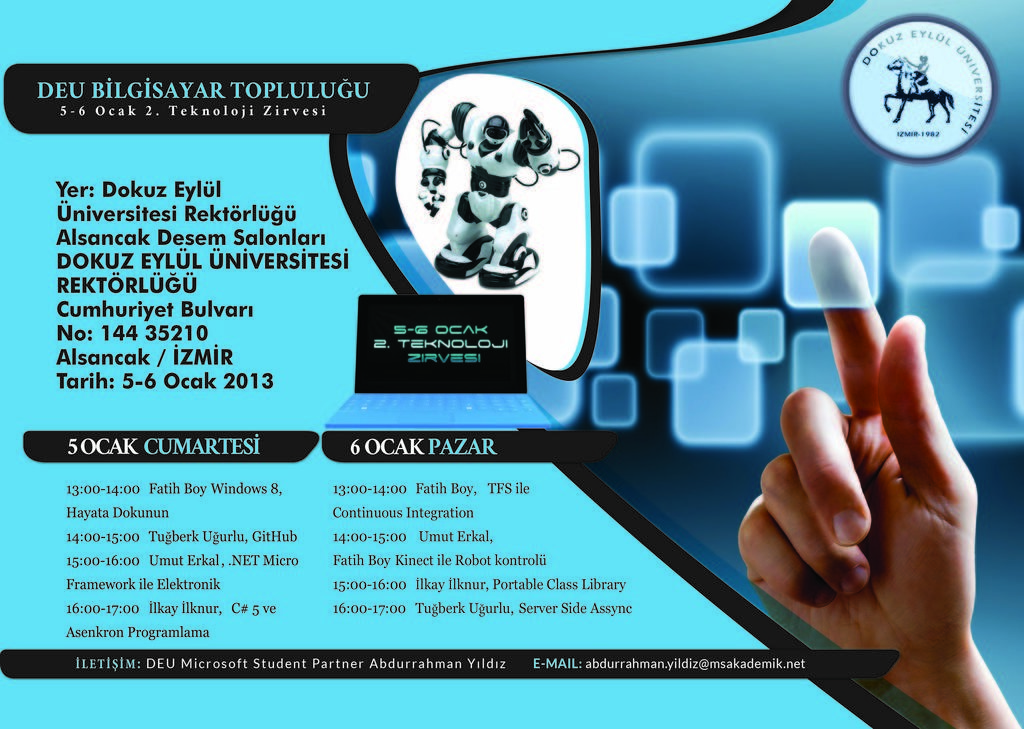 DEU BİLGİSAYAR TOPLULUĞU
5-6 Ocak 2. Teknoloji Zirvesi
DOKUZ EYLÜL ÜNİVERSİTESİ
İZMİR-1982
Yer: Dokuz Eylül
Üniversitesi Rektörlüğü
Alsancak Desem Salonları
DOKUZ EYLÜL ÜNİVERSİTESİ
REKTÖRLÜĞÜ
Cumhuriyet Bulvarı
No: 144 35210
Alsancak / İZMİR
Tarih: 5-6 Ocak 2013
5-6 OCAK
2. TEKNOLOJI
ZIRVESI
5 OCAK CUMARTESİ
13:00-14:00 Fatih Boy Windows 8,
Hayata Dokunun
14:00-15:00 Tuğberk Uğurlu, GitHub
15:00-16:00 Umut Erkal, .NET Micro
Framework ile Elektronik
16:00-17:00 İlkay İlknur, C# 5 ve
Asenkron Programlama
6 OCAK PAZAR
13:00-14:00 Fatih Boy, TFS ile
Continuous Integration
14:00-15:00 Umut Erkal,
Fatih Boy Kinect ile Robot kontrolü
15:00-16:00 İlkay İlknur, Portable Class Library
16:00-17:00 Tuğberk Uğurlu, Server Side Assync
İLETİŞİM: DEU Microsoft Student Partner Abdurrahman Yıldız E-MAIL: abdurrahman.yildiz@msakademik.net